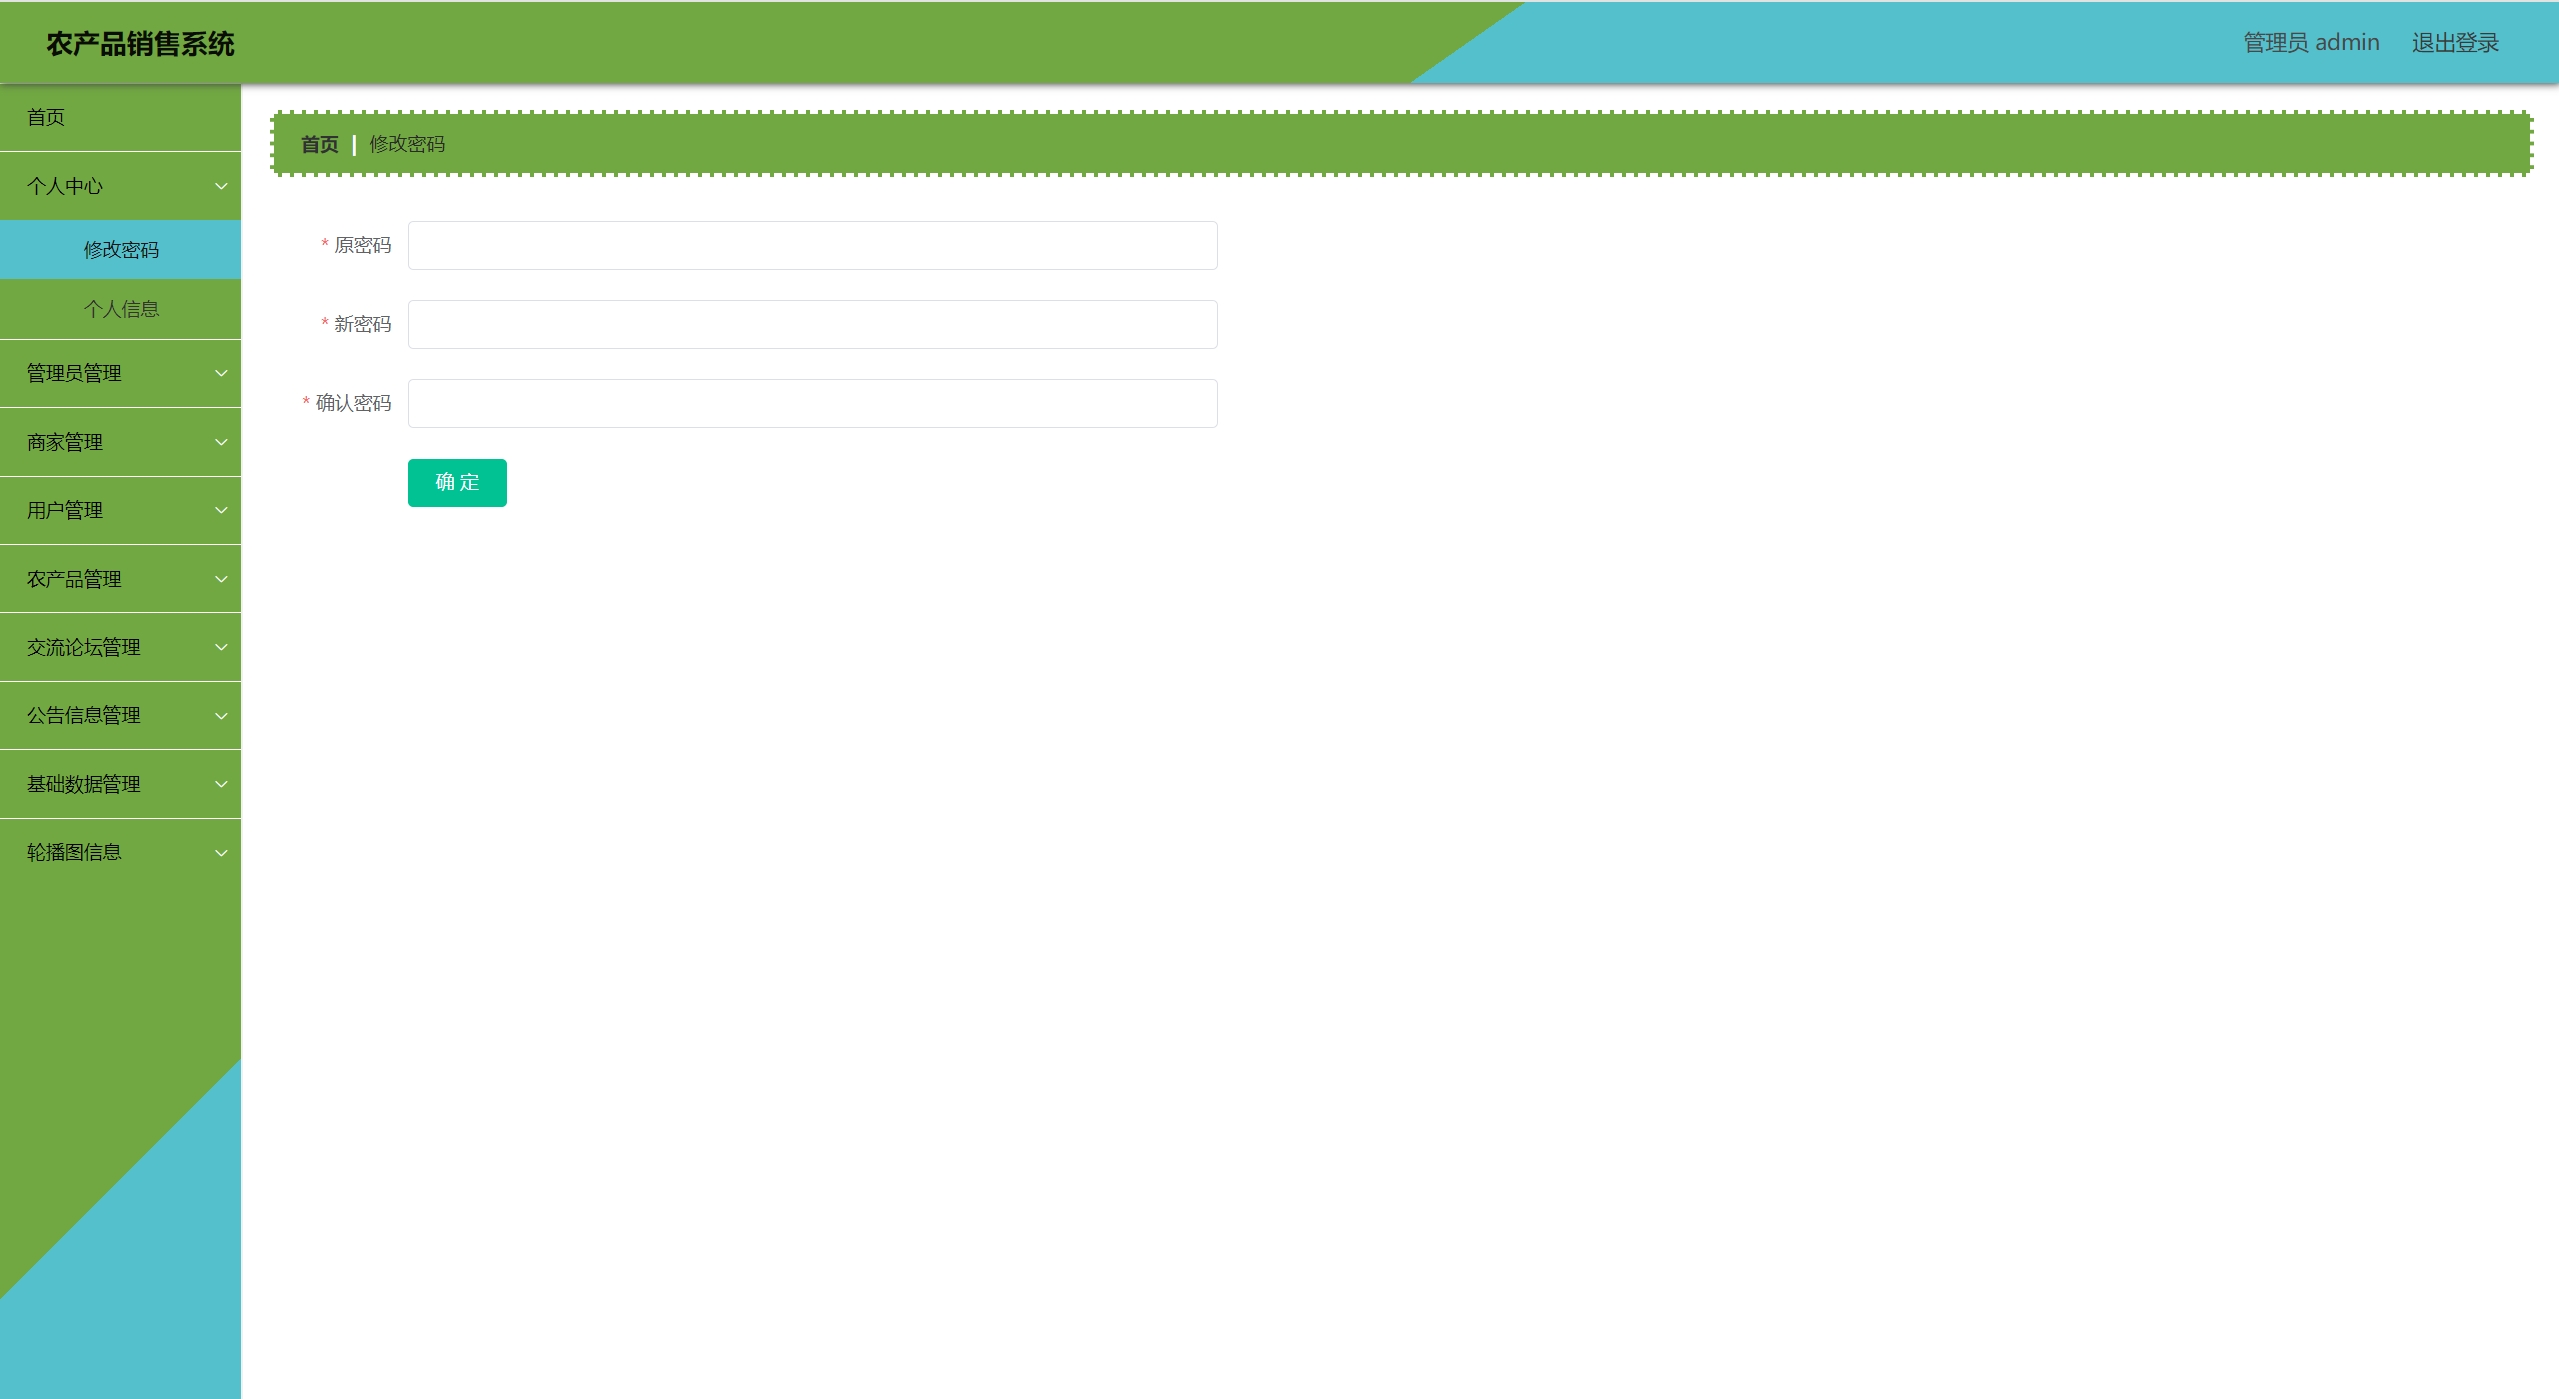 农产品销售系统
管理员 admin 退出登录
首页
个人中心
修改密码
个人信息
管理员管理
商家管理
用户管理
农产品管理
交流论坛管理
公告信息管理
基础数据管理
轮播图信息
首页 | 修改密码
* 原密码
* 新密码
* 确认密码
确 定